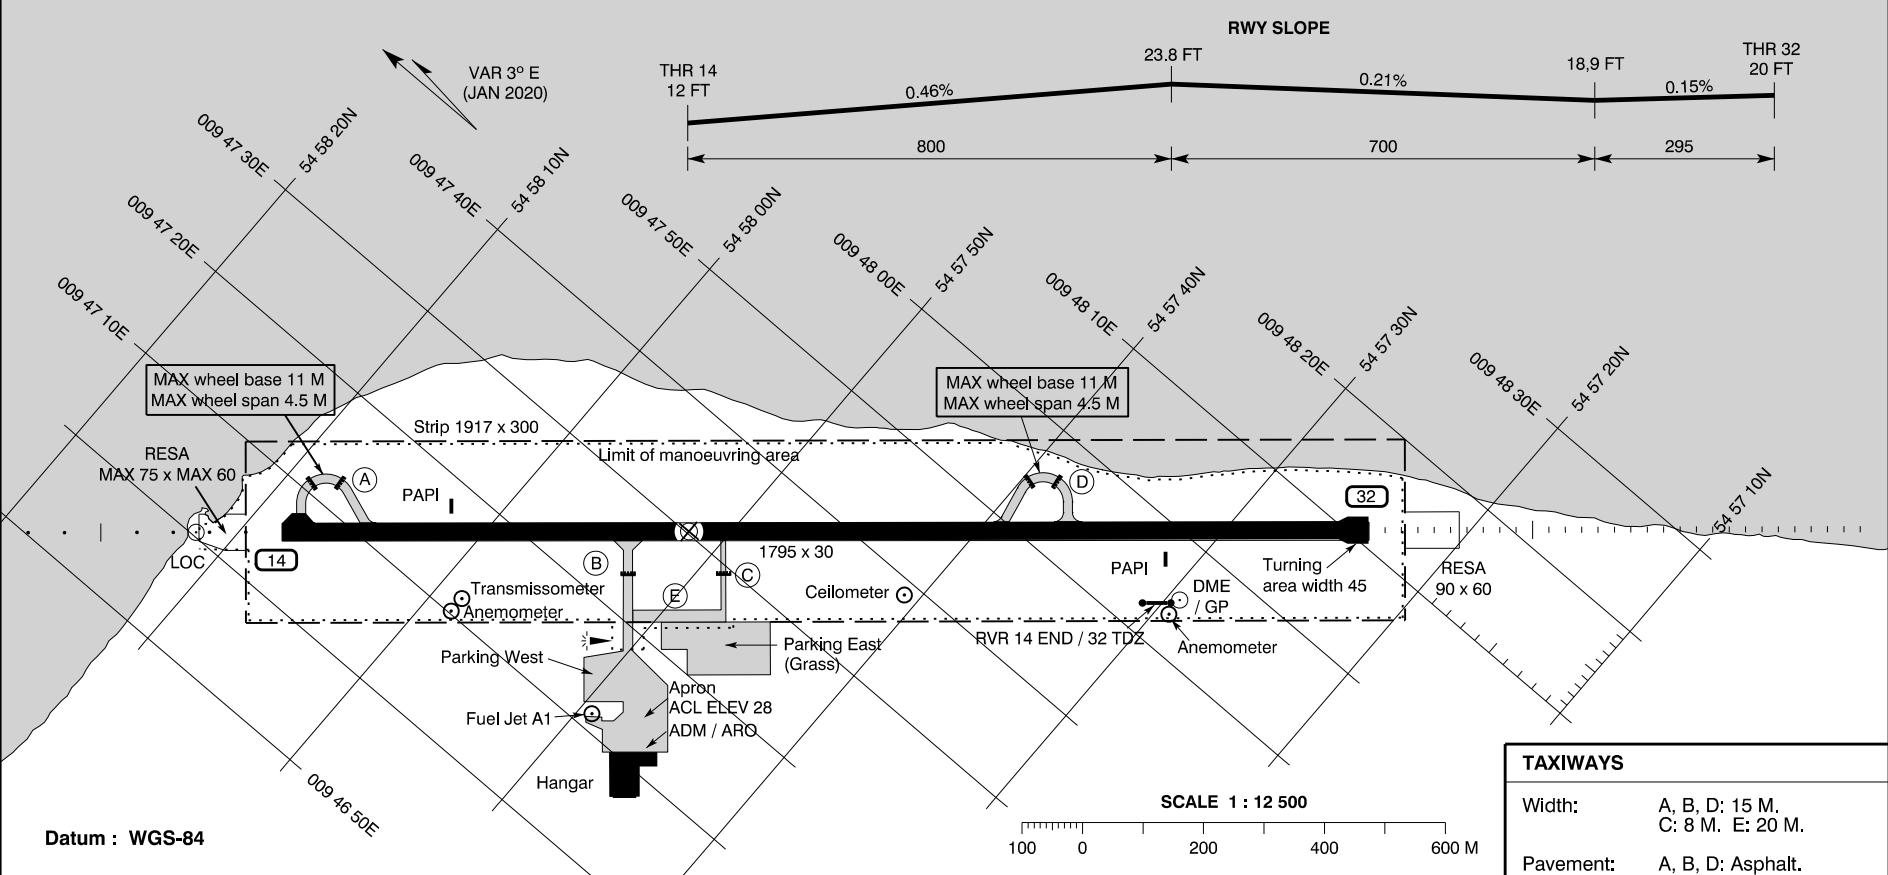 RWY SLOPE
VAR 3º E
(JAN 2020)
THR 14
12 FT
0.46%
23.8 FT
0.21%
18,9 FT
0.15%
THR 32
20 FT
800
700
295
009 47 30E
54 58 20N
009 47 40E
54 58 10N
009 47 20E
009 47 50E
54 58 00N
009 47 10E
009 48 00E
54 57 50N
009 48 10E
54 57 40N
009 48 20E
54 57 30N
009 48 30E
54 57 20N
54 57 10N
009 46 50E
MAX wheel base 11 M
MAX wheel span 4.5 M
MAX wheel base 11 M
MAX wheel span 4.5 M
Strip 1917 x 300
Limit of manoeuvring area
RESA
MAX 75 x MAX 60
A
PAPI
D
32
LOC
14
B
1795 x 30
C
E
Transmissometer
Anemometer
Ceilometer
PAPI
DME
/ GP
Turning
area width 45
RESA
90 x 60
RVR 14 END / 32 TDZ
Anemometer
Parking West
Parking East
(Grass)
Apron
ACL ELEV 28
ADM / ARO
Fuel Jet A1
Hangar
Datum : WGS-84
SCALE 1 : 12 500
100 0 200 400 600 M
TAXIWAYS
Width: A, B, D: 15 M.
C: 8 M. E: 20 M.
Pavement: A, B, D: Asphalt.